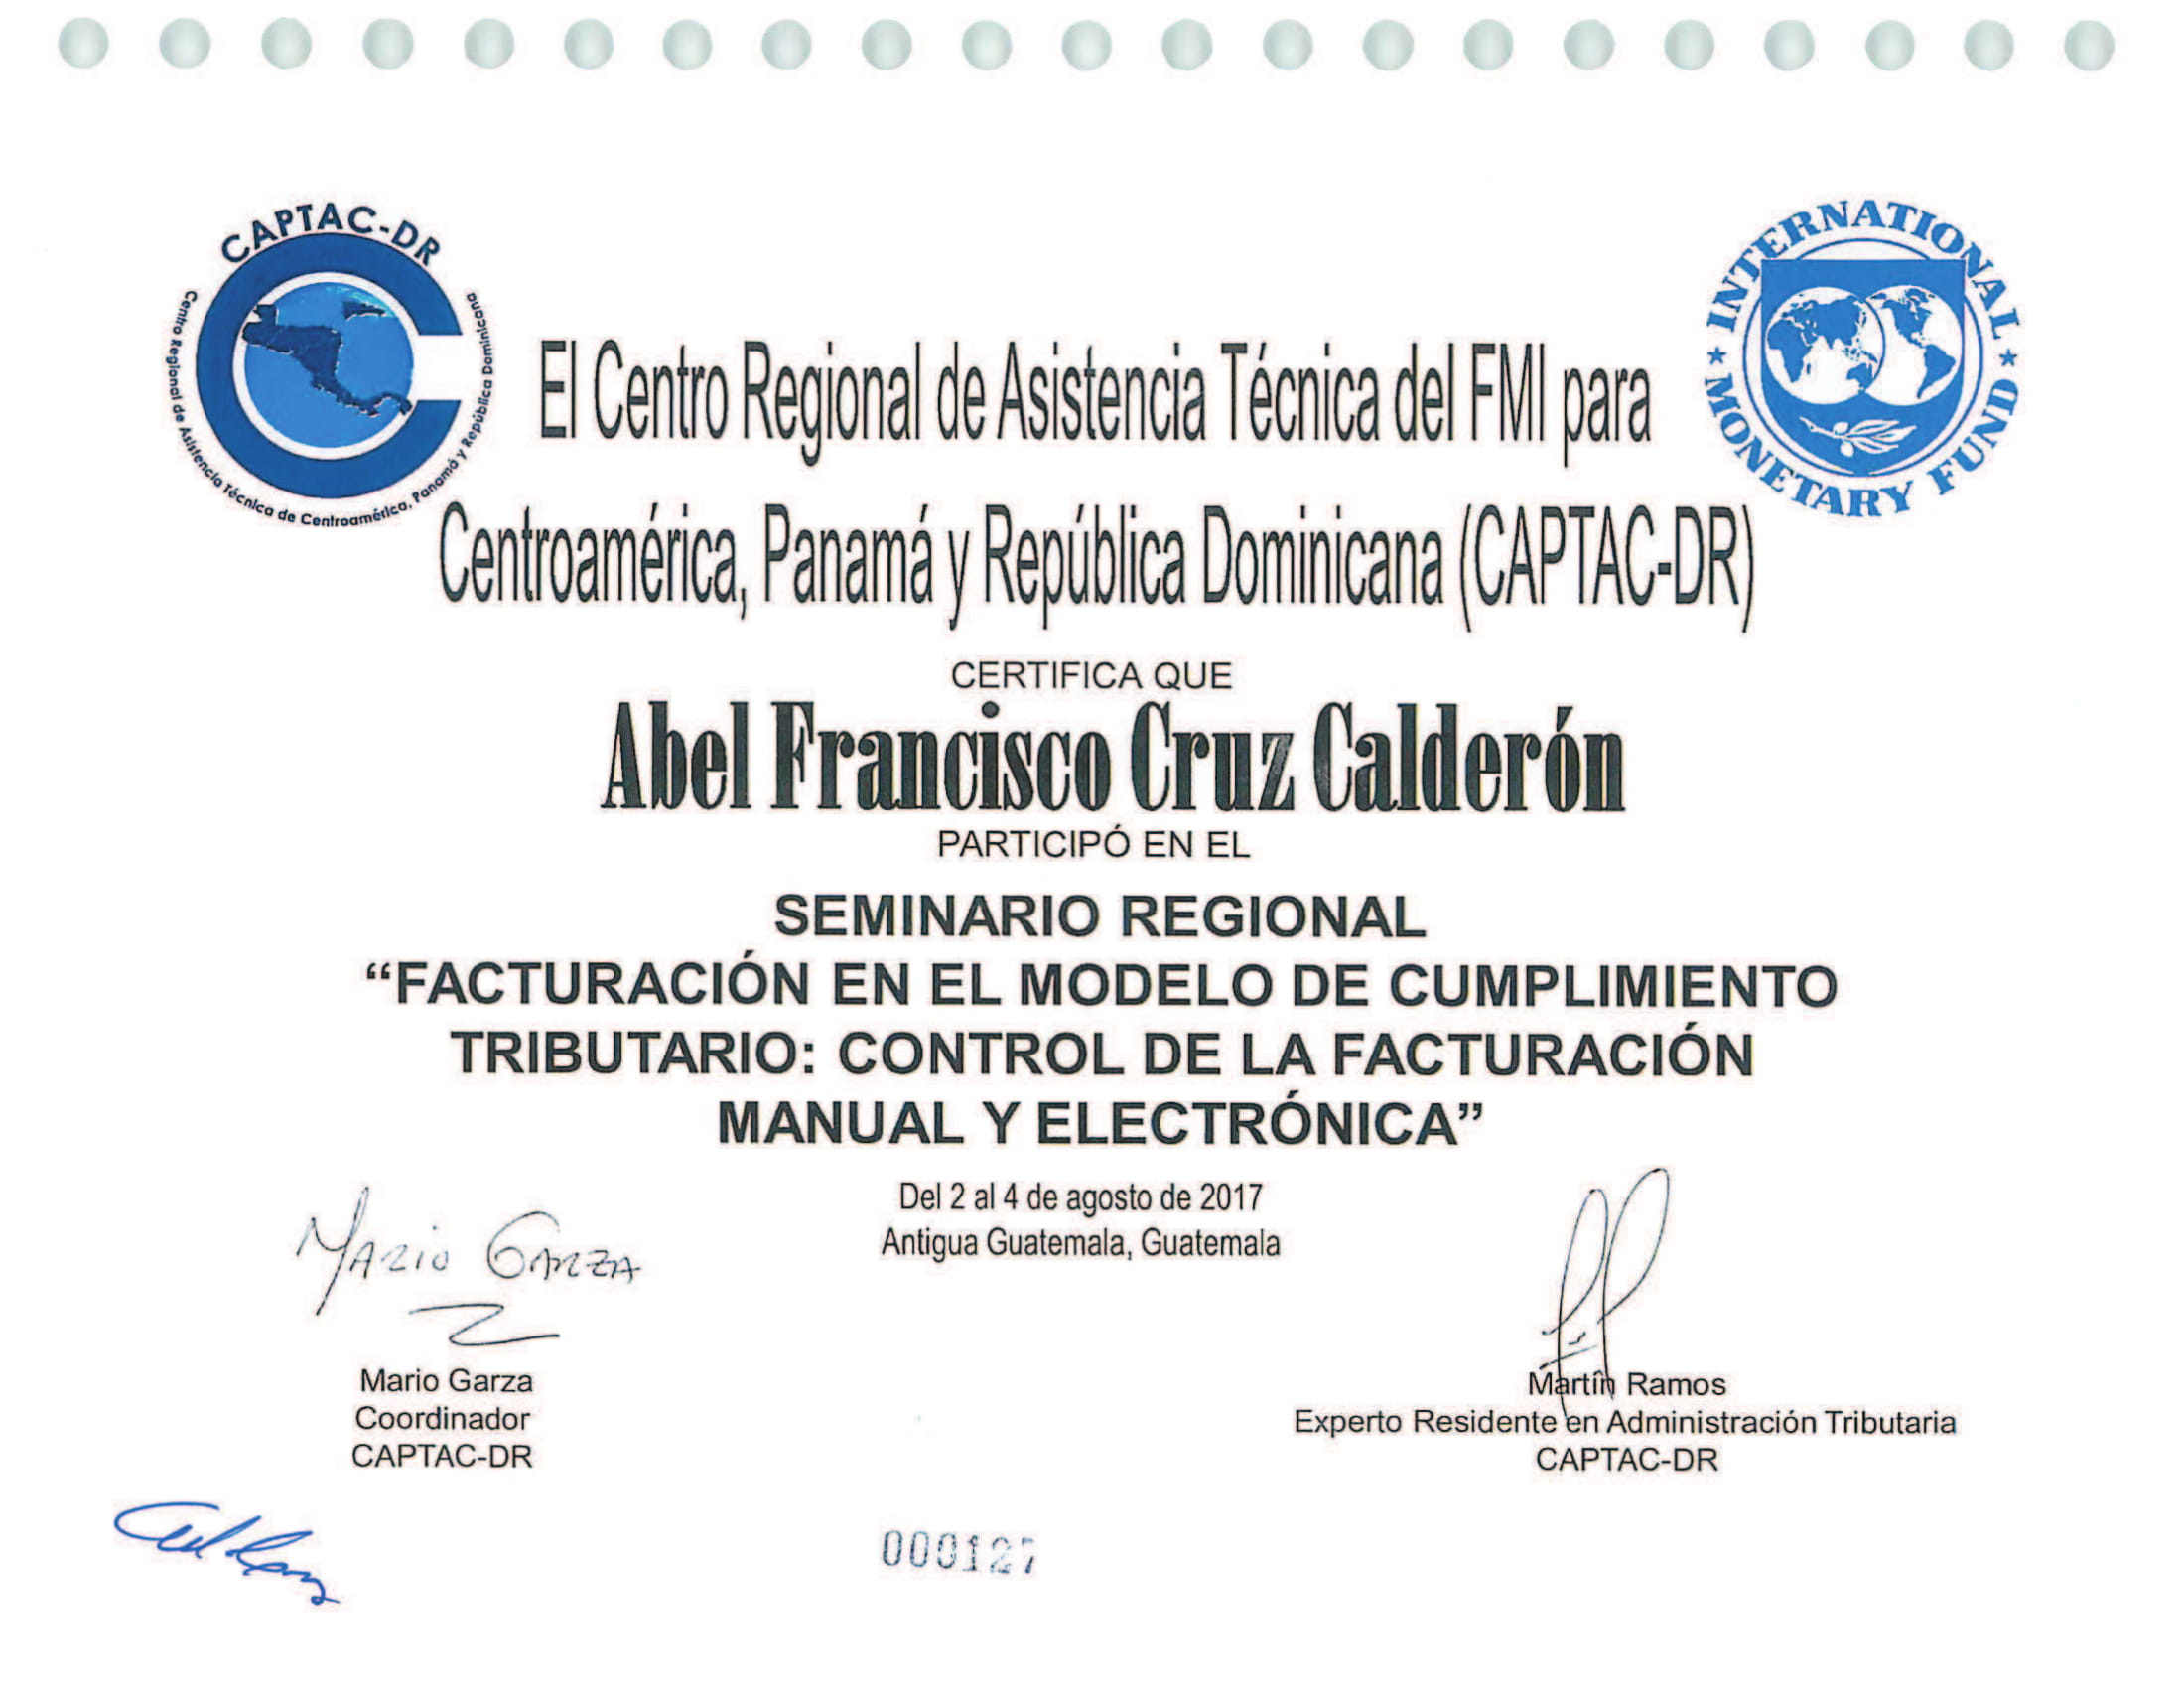 CAPTAC-DR
Centro Regional de Asistencia Técnica de Centroamérica, Panamá y República Dominicana
INTERNATIONAL MONETARY FUND
El Centro Regional de Asistencia Técnica del FMI para
Centroamérica, Panamá y República Dominicana (CAPTAC-DR)
CERTIFICA QUE
Abel Francisco Cruz Calderón
PARTICIPÓ EN EL
SEMINARIO REGIONAL
“FACTURACIÓN EN EL MODELO DE CUMPLIMIENTO
TRIBUTARIO: CONTROL DE LA FACTURACIÓN
MANUAL Y ELECTRÓNICA”
Del 2 al 4 de agosto de 2017
Antigua Guatemala, Guatemala
Mario Garza
Mario Garza
Coordinador
CAPTAC-DR
Martín Ramos
Experto Residente en Administración Tributaria
CAPTAC-DR
000127